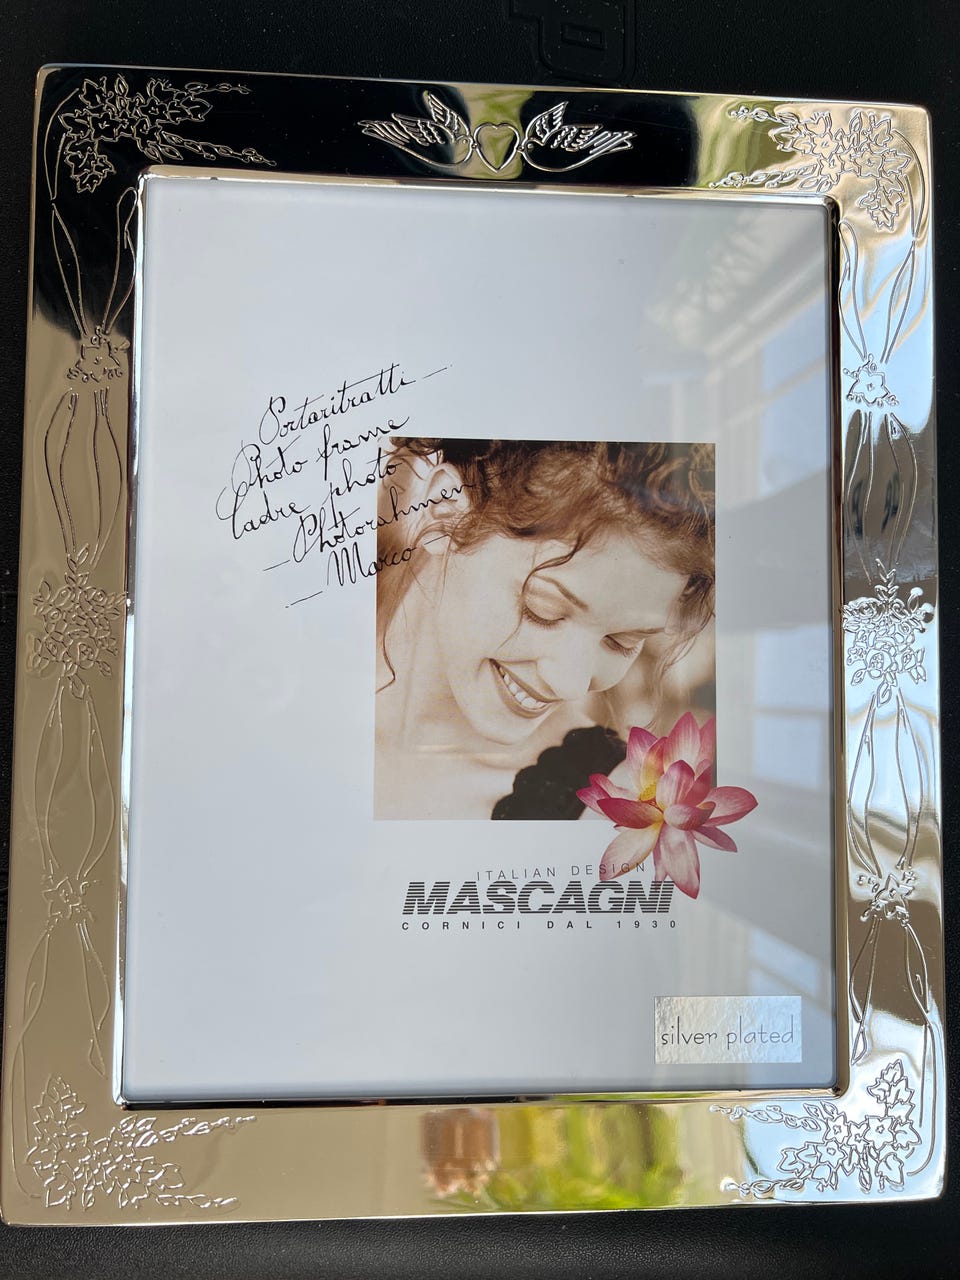 Portaritratti
Photo frame
Cadre photo
Photorahmen
Marco
ITALIAN DESIGN
MASCAGNI
CORNICI DAL 1930
silver plated